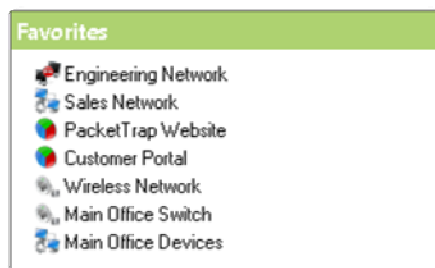 Favorites
Engineering Network
Sales Network
PacketTrap Website
Customer Portal
Wireless Network
Main Office Switch
Main Office Devices